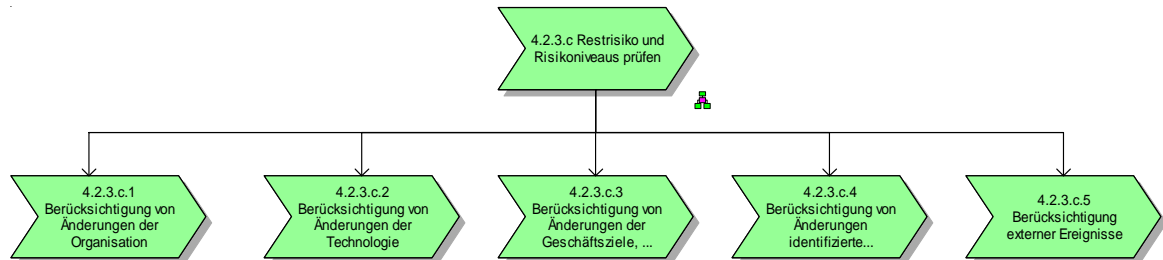 4.2.3.c Restrisiko und
Risikoniveaus prüfen
4.2.3.c.1
Berücksichtigung von
Änderungen der
Organisation
4.2.3.c.2
Berücksichtigung von
Änderungen der
Technologie
4.2.3.c.3
Berücksichtigung von
Änderungen der
Geschäftsziele, ...
4.2.3.c.4
Berücksichtigung von
Änderungen
identifizierte...
4.2.3.c.5
Berücksichtigung
externer Ereignisse